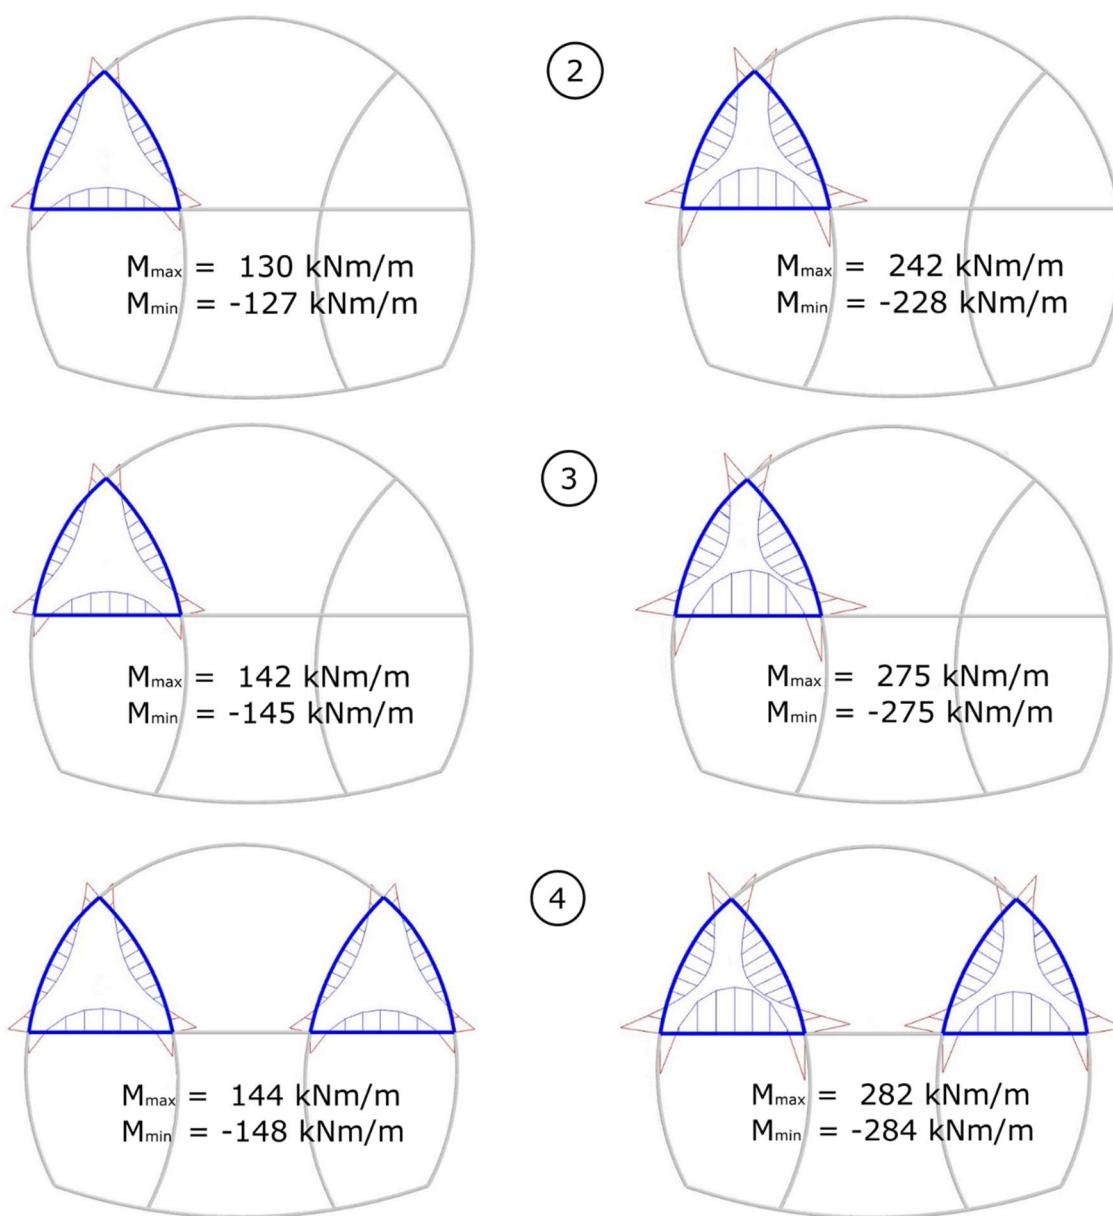 2
Mmax = 130 kNm/m
Mmin = -127 kNm/m
Mmax = 242 kNm/m
Mmin = -228 kNm/m
3
Mmax = 142 kNm/m
Mmin = -145 kNm/m
Mmax = 275 kNm/m
Mmin = -275 kNm/m
4
Mmax = 144 kNm/m
Mmin = -148 kNm/m
Mmax = 282 kNm/m
Mmin = -284 kNm/m